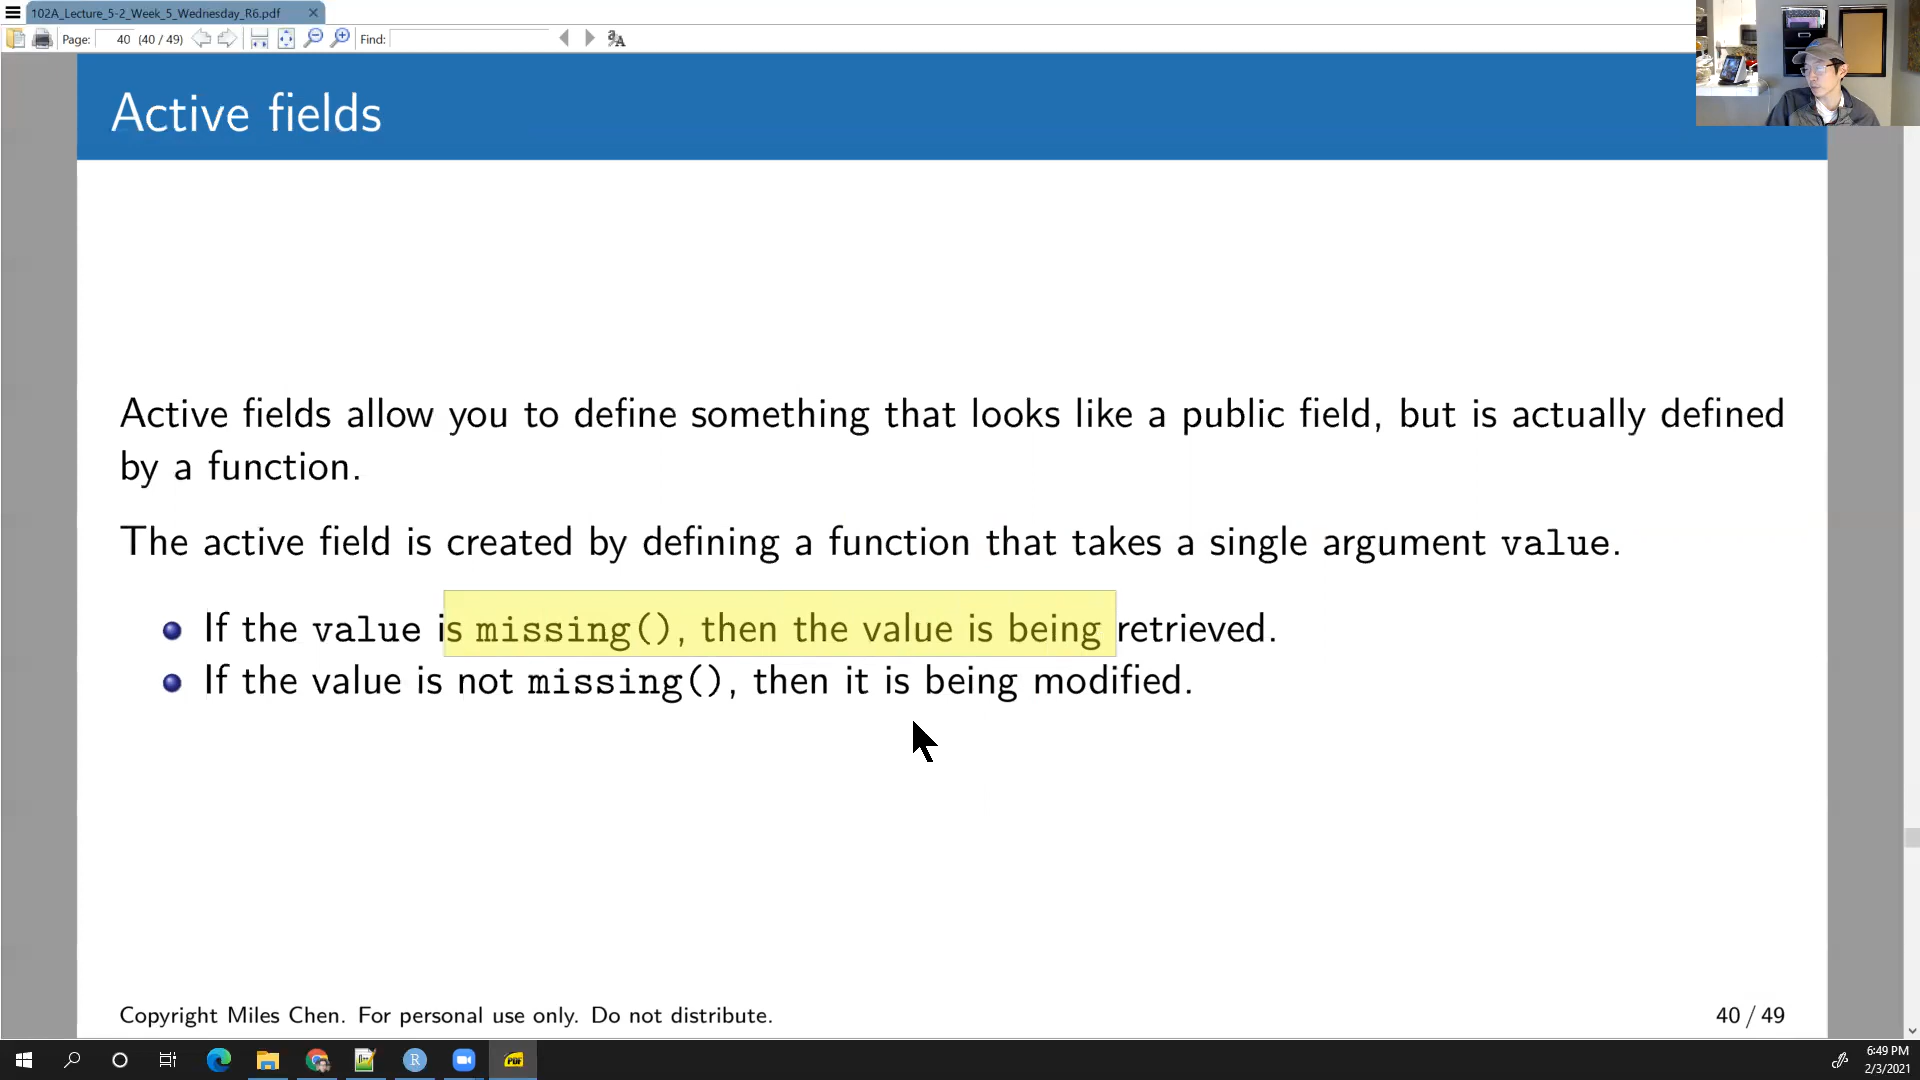 102A_Lecture_5-2_Week_5_Wednesday_R6.pdf
Page: 40 (40 / 49) Find:
Active fields
Active fields allow you to define something that looks like a public field, but is actually defined
by a function.
The active field is created by defining a function that takes a single argument value.
If the value is missing(), then the value is being retrieved.
If the value is not missing(), then it is being modified.
Copyright Miles Chen. For personal use only. Do not distribute.
40 / 49
6:49 PM
2/3/2021